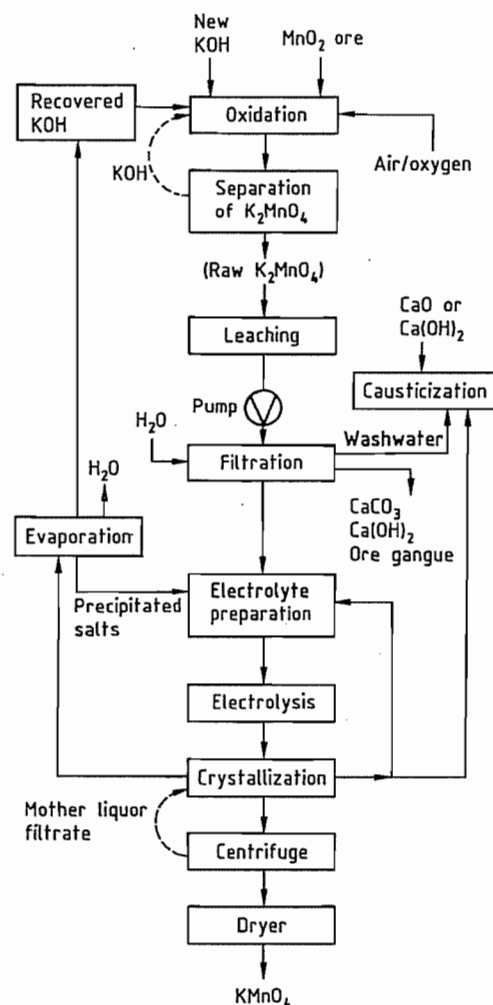 New
KOH
MnO₂ ore
Recovered
KOH
Oxidation
KOH
Air/oxygen
Separation
of K₂MnO₄
(Raw K₂MnO₄)
CaO or
Ca(OH)₂
Leaching
Causticization
Pump
H₂O
Washwater
Filtration
H₂O
CaCO₃
Ca(OH)₂
Ore gangue
Evaporation
Precipitated
salts
Electrolyte
preparation
Electrolysis
Crystallization
Mother liquor
filtrate
Centrifuge
Dryer
KMnO₄